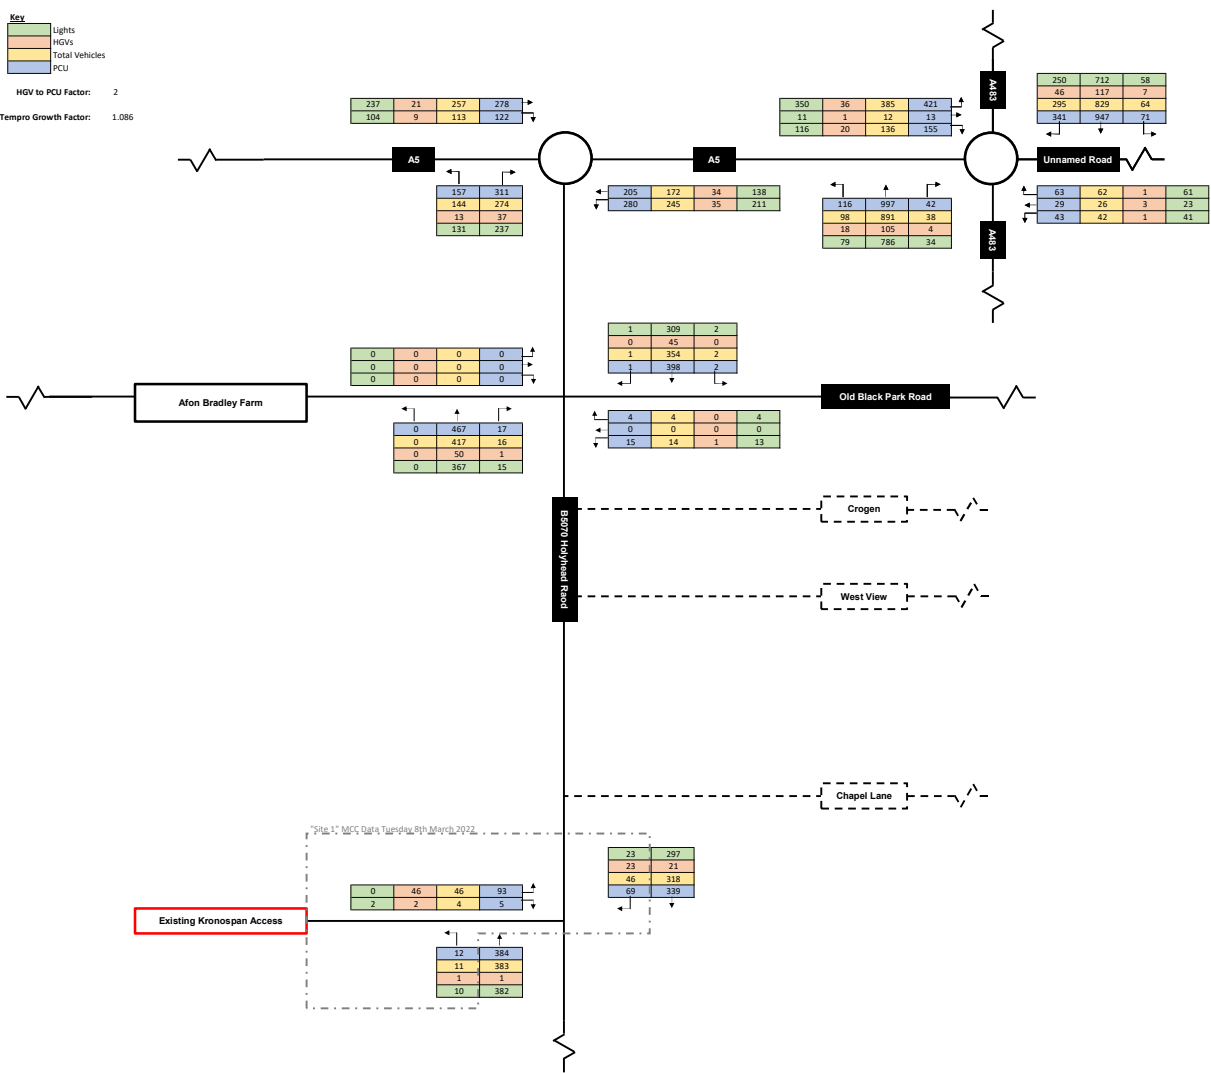 Key
Lights
HGVs
Total Vehicles
PCU
HGV to PCU Factor: 2
Tempro Growth Factor: 1.086
237 21 257 278
104 9 113 122
350 36 385 421
11 1 12 13
116 20 136 155
A483
250 712 58
46 117 7
295 829 64
341 947 71
A5
A5
Unnamed Road
157 311
144 274
13 37
131 237
205 172 34 138
280 245 35 211
116 997 42
98 891 38
18 105 4
79 786 34
A483
63 62 1 61
29 26 3 23
43 42 1 41
1 309 2
0 45 0
1 354 2
1 398 2
0 0 0 0
0 0 0 0
0 0 0 0
Afon Bradley Farm
Old Black Park Road
0 467 17
0 417 16
0 50 1
0 367 15
4 4 0 4
0 0 0 0
15 14 1 13
B5070 Holyhead Raod
Crogen
West View
Chapel Lane
"Site 1" MCC Data Tuesday 8th March 2022
23 297
23 21
46 318
69 339
0 46 46 93
2 2 4 5
Existing Kronospan Access
12 384
11 383
1 1
10 382